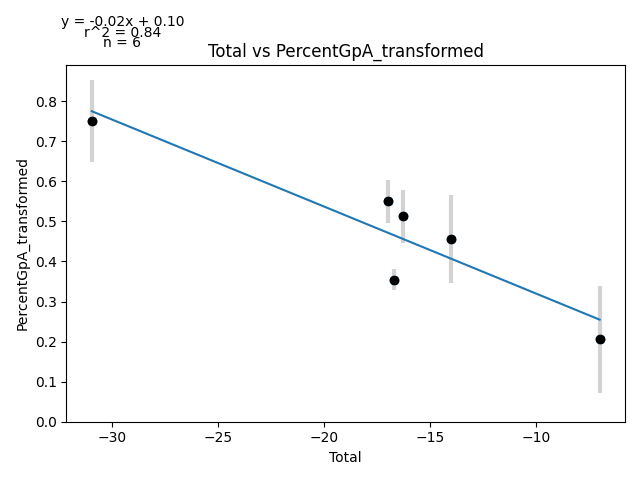 y = -0.02x + 0.10
r^2 = 0.84
n = 6
Total vs PercentGpA_transformed
PercentGpA_transformed
0.8
0.7
0.6
0.5
0.4
0.3
0.2
0.1
0.0
−30
−25
−20
−15
−10
Total